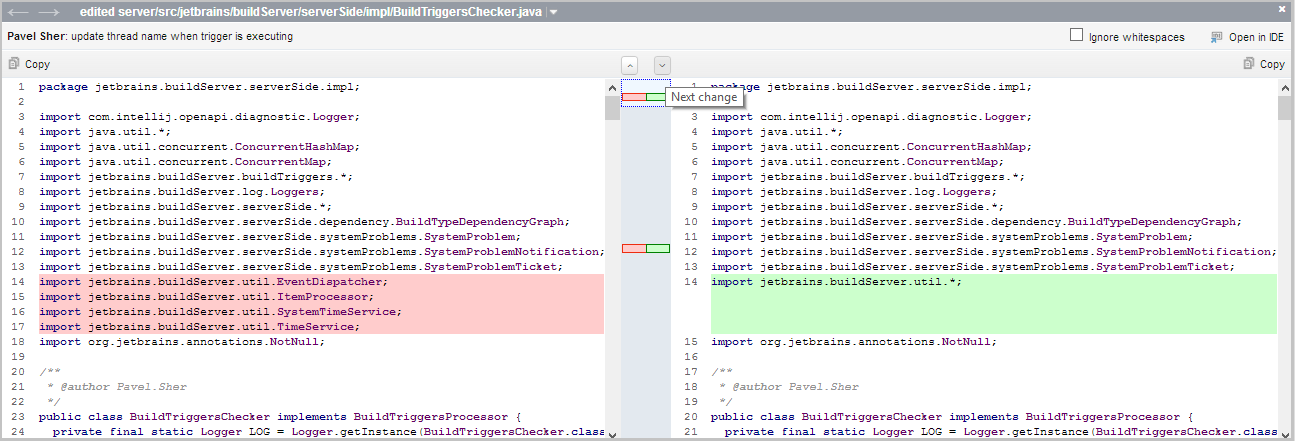 edited server/src/jetbrains/buildServer/serverSide/impl/BuildTriggersChecker.java
Pavel Sher: update thread name when trigger is executing
Ignore whitespaces
Open in IDE
Copy
Copy
Next change
1 package jetbrains.buildServer.serverSide.impl;
2
3 import com.intellij.openapi.diagnostic.Logger;
4 import java.util.*;
5 import java.util.concurrent.ConcurrentHashMap;
6 import java.util.concurrent.ConcurrentMap;
7 import jetbrains.buildServer.buildTriggers.*;
8 import jetbrains.buildServer.log.Loggers;
9 import jetbrains.buildServer.serverSide.*;
10 import jetbrains.buildServer.serverSide.dependency.BuildTypeDependencyGraph;
11 import jetbrains.buildServer.serverSide.systemProblems.SystemProblem;
12 import jetbrains.buildServer.serverSide.systemProblems.SystemProblemNotification;
13 import jetbrains.buildServer.serverSide.systemProblems.SystemProblemTicket;
14 import jetbrains.buildServer.util.EventDispatcher;
15 import jetbrains.buildServer.util.ItemProcessor;
16 import jetbrains.buildServer.util.SystemTimeService;
17 import jetbrains.buildServer.util.TimeService;
18 import org.jetbrains.annotations.NotNull;
19
20 /**
21 * @author Pavel.Sher
22 */
23 public class BuildTriggersChecker implements BuildTriggersProcessor {
24 private final static Logger LOG = Logger.getInstance(BuildTriggersChecker.class
1 package jetbrains.buildServer.serverSide.impl;
3 import com.intellij.openapi.diagnostic.Logger;
4 import java.util.*;
5 import java.util.concurrent.ConcurrentHashMap;
6 import java.util.concurrent.ConcurrentMap;
7 import jetbrains.buildServer.buildTriggers.*;
8 import jetbrains.buildServer.log.Loggers;
9 import jetbrains.buildServer.serverSide.*;
10 import jetbrains.buildServer.serverSide.dependency.BuildTypeDependencyGraph;
11 import jetbrains.buildServer.serverSide.systemProblems.SystemProblem;
12 import jetbrains.buildServer.serverSide.systemProblems.SystemProblemNotification;
13 import jetbrains.buildServer.serverSide.systemProblems.SystemProblemTicket;
14 import jetbrains.buildServer.util.*;
15 import org.jetbrains.annotations.NotNull;
16
17 /**
18 * @author Pavel.Sher
19 */
20 public class BuildTriggersChecker implements BuildTriggersProcessor {
21 private final static Logger LOG = Logger.getInstance(BuildTriggersChecker.class